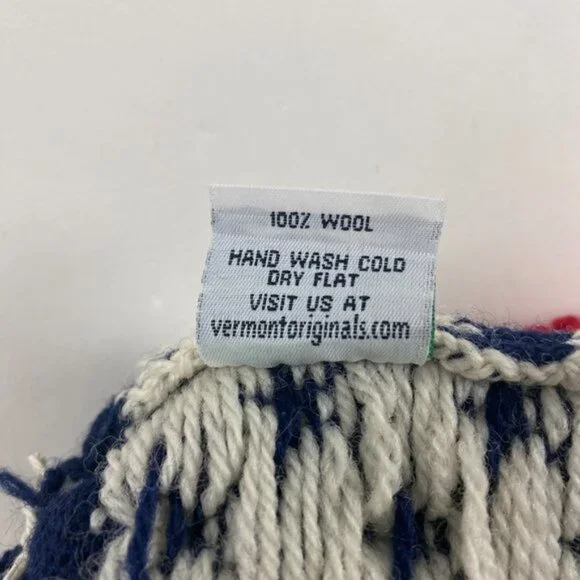 100% WOOL
HAND WASH COLD
DRY FLAT
VISIT US AT
vermontoriginals.com